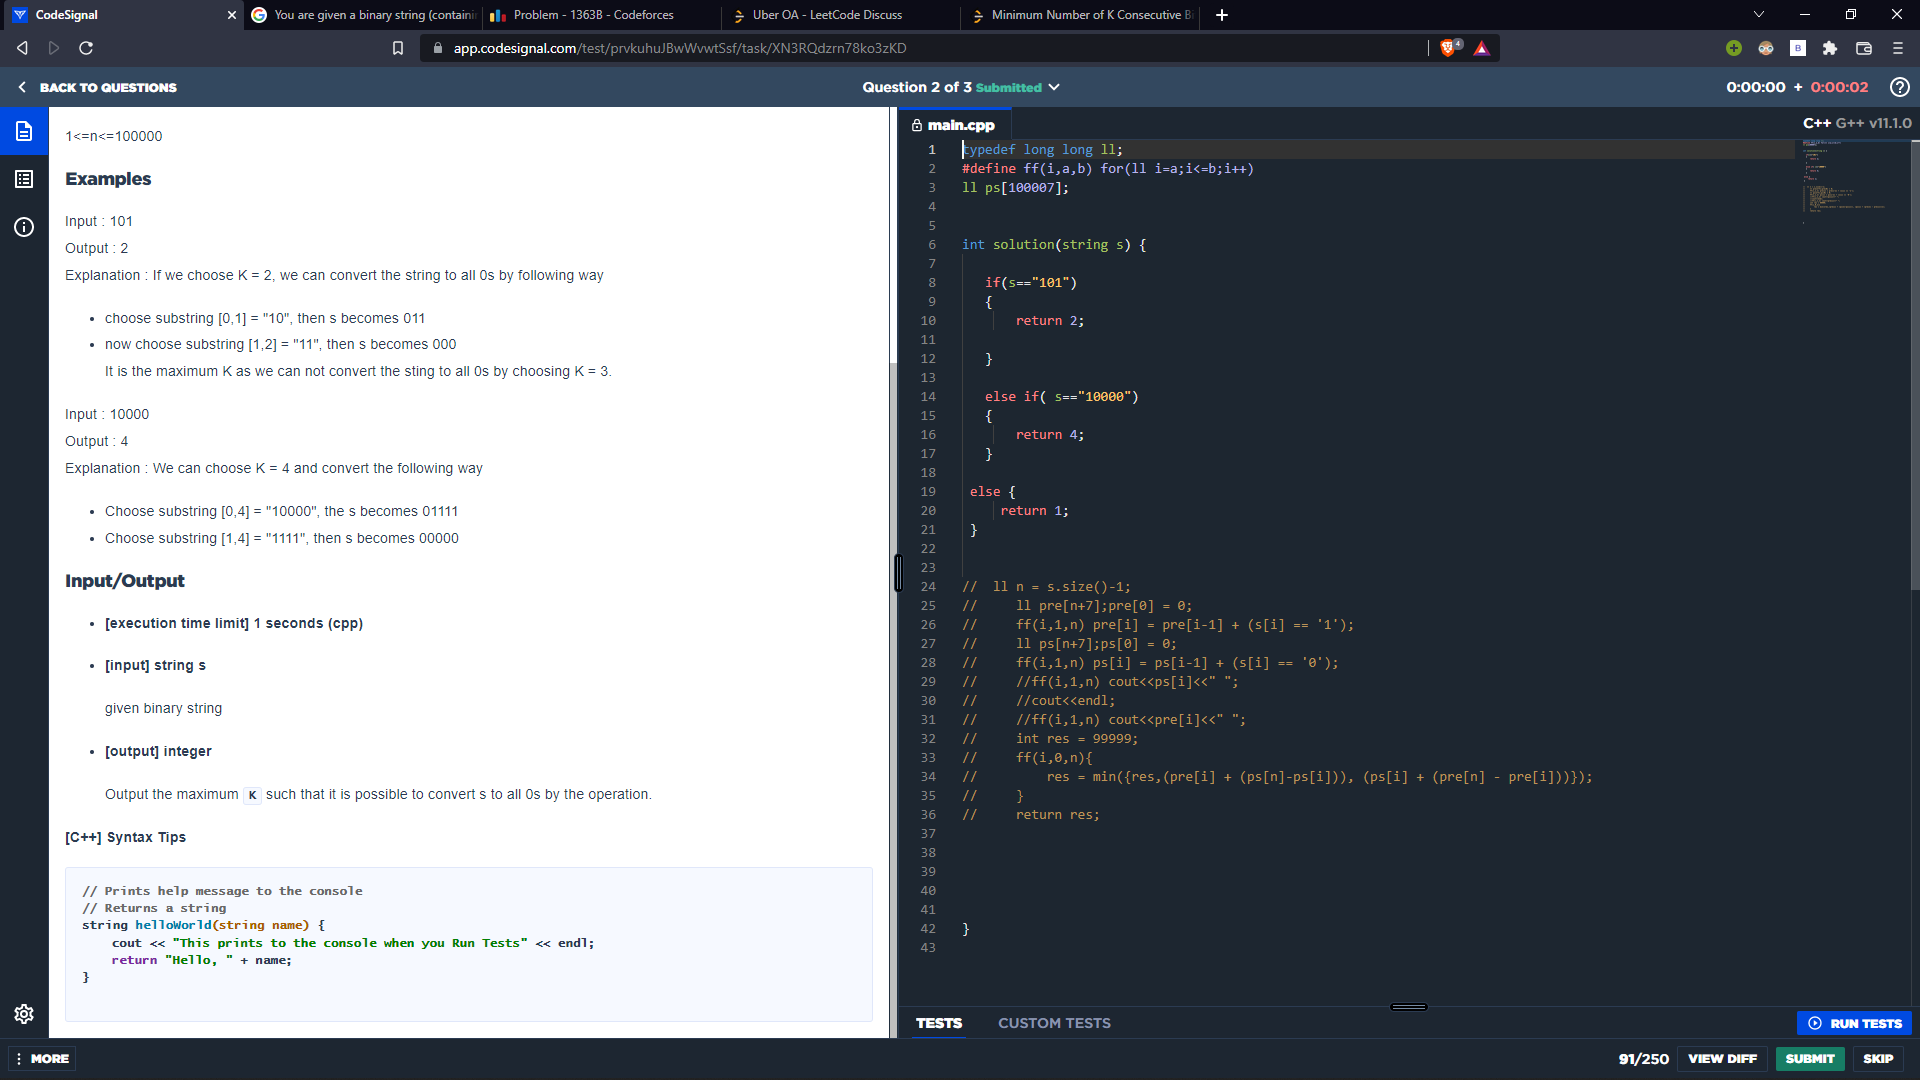 CodeSignal
You are given a binary string (containi
Problem - 1363B - Codeforces
Uber OA - LeetCode Discuss
Minimum Number of K Consecutive Bi
app.codesignal.com/test/prvkuhuJBwWvwtSsf/task/XN3RQdzrn78ko3zKD
4
B
BACK TO QUESTIONS
Question 2 of 3 Submitted
0:00:00 + 0:00:02
1<=n<=100000
Examples
Input : 101
Output : 2
Explanation : If we choose K = 2, we can convert the string to all 0s by following way
• choose substring [0,1] = "10", then s becomes 011
• now choose substring [1,2] = "11", then s becomes 000
It is the maximum K as we can not convert the sting to all 0s by choosing K = 3.
Input : 10000
Output : 4
Explanation : We can choose K = 4 and convert the following way
• Choose substring [0,4] = "10000", the s becomes 01111
• Choose substring [1,4] = "1111", then s becomes 00000
Input/Output
• [execution time limit] 1 seconds (cpp)
• [input] string s
given binary string
• [output] integer
Output the maximum K such that it is possible to convert s to all 0s by the operation.
[C++] Syntax Tips
// Prints help message to the console
// Returns a string
string helloWorld(string name) {
cout << "This prints to the console when you Run Tests" << endl;
return "Hello, " + name;
}
MORE
main.cpp
C++ G++ v11.1.0
1 typedef long long ll;
2 #define ff(i,a,b) for(ll i=a;i<=b;i++)
3 ll ps[100007];
4
5
6 int solution(string s) {
7
8 if(s=="101")
9 {
10 return 2;
11
12 }
13
14 else if( s=="10000")
15 {
16 return 4;
17 }
18
19 else {
20 return 1;
21 }
22
23
24 // ll n = s.size()-1;
25 // ll pre[n+7];pre[0] = 0;
26 // ff(i,1,n) pre[i] = pre[i-1] + (s[i] == '1');
27 // ll ps[n+7];ps[0] = 0;
28 // ff(i,1,n) ps[i] = ps[i-1] + (s[i] == '0');
29 // //ff(i,1,n) cout<<ps[i]<<" ";
30 // //cout<<endl;
31 // //ff(i,1,n) cout<<pre[i]<<" ";
32 // int res = 99999;
33 // ff(i,0,n){
34 // res = min({res,(pre[i] + (ps[n]-ps[i])), (ps[i] + (pre[n] - pre[i]))});
35 // }
36 // return res;
37
38
39
40
41
42 }
43
TESTS
CUSTOM TESTS
RUN TESTS
91/250
VIEW DIFF
SUBMIT
SKIP